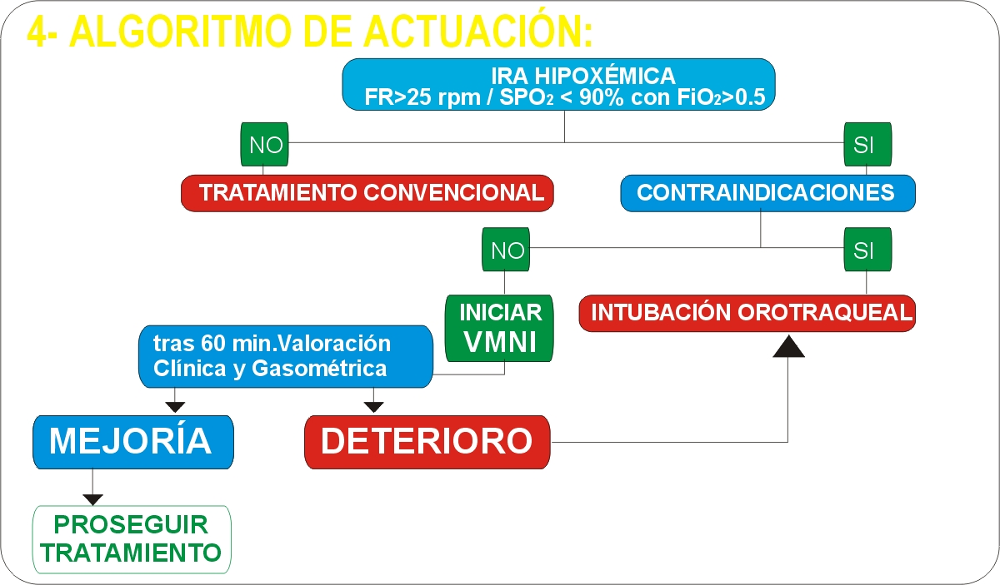 4- ALGORITMO DE ACTUACIÓN:
IRA HIPOXÉMICA
FR>25 rpm / SPO₂ < 90% con FiO₂>0.5
NO
SI
TRATAMIENTO CONVENCIONAL
CONTRAINDICACIONES
NO
SI
INICIAR
VMNI
INTUBACIÓN OROTRAQUEAL
tras 60 min.Valoración
Clínica y Gasométrica
MEJORÍA
DETERIORO
PROSEGUIR
TRATAMIENTO